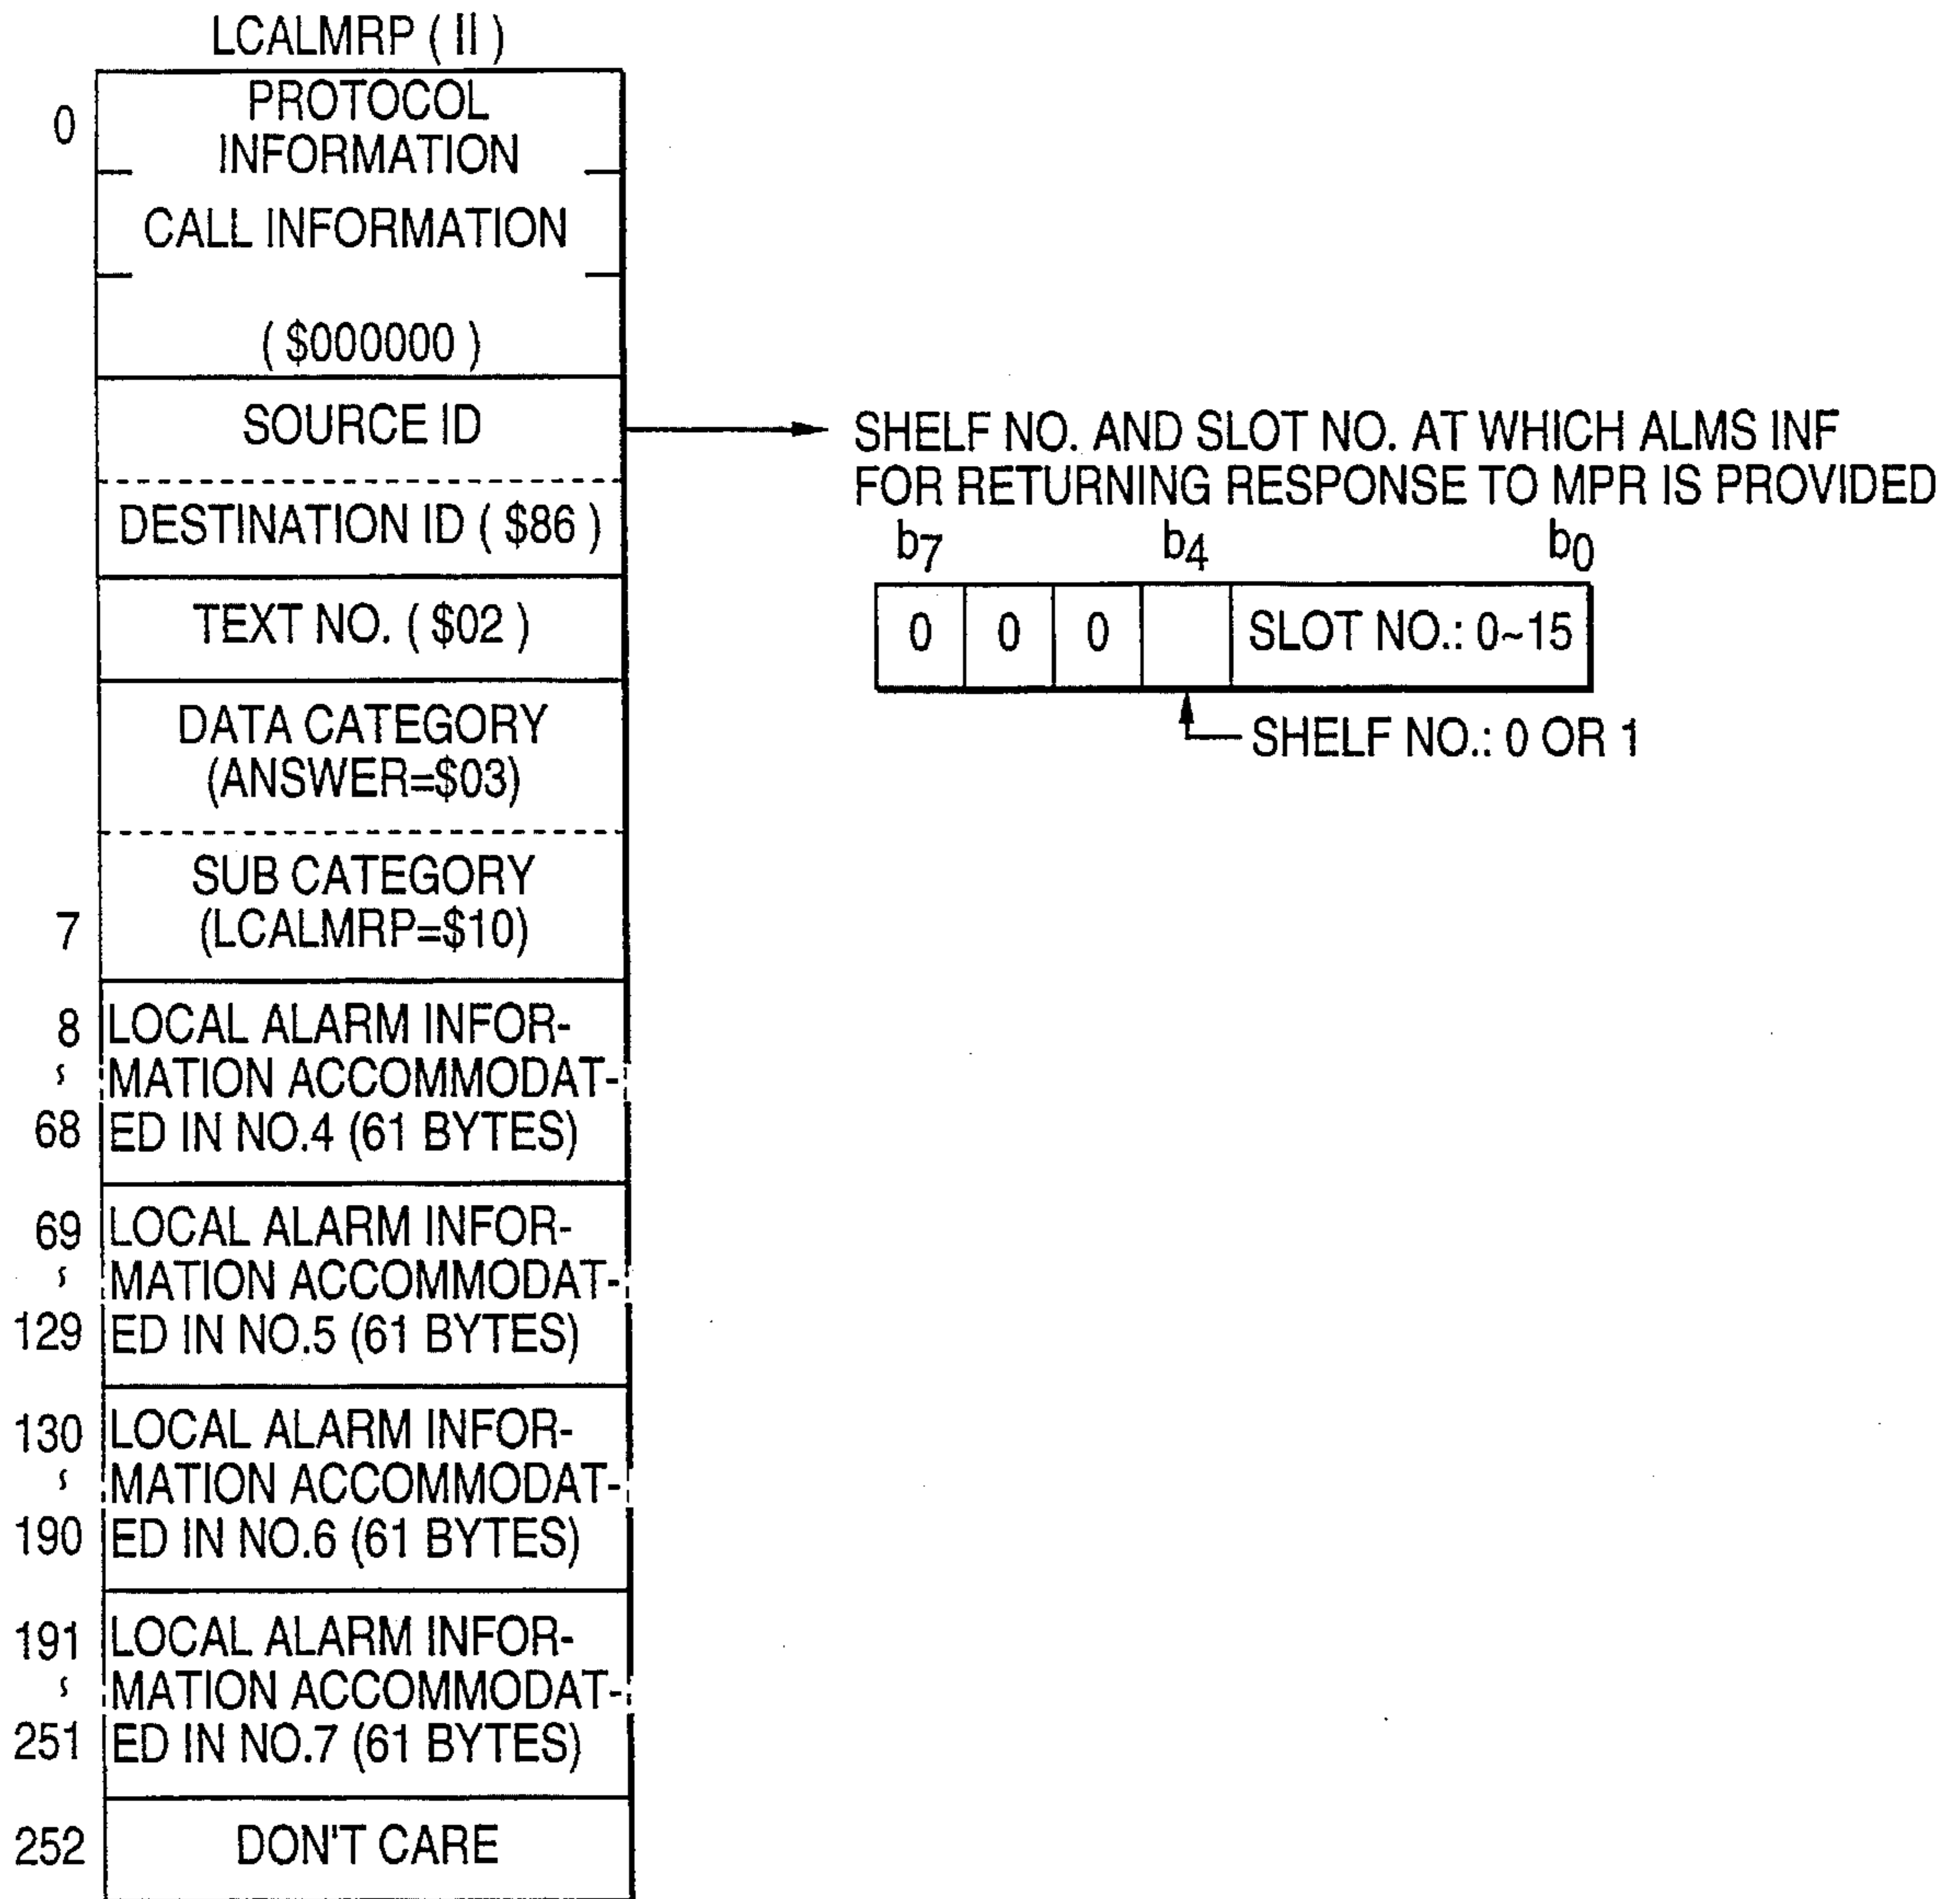 LCALMRP ( II )
0
PROTOCOL
INFORMATION
CALL INFORMATION
( $000000 )
SOURCE ID
DESTINATION ID ( $86 )
TEXT NO. ( $02 )
DATA CATEGORY
(ANSWER=$03)
SUB CATEGORY
7 (LCALMRP=$10)
8 LOCAL ALARM INFOR-
~ MATION ACCOMMODAT-
68 ED IN NO.4 (61 BYTES)
69 LOCAL ALARM INFOR-
~ MATION ACCOMMODAT-
129 ED IN NO.5 (61 BYTES)
130 LOCAL ALARM INFOR-
~ MATION ACCOMMODAT-
190 ED IN NO.6 (61 BYTES)
191 LOCAL ALARM INFOR-
~ MATION ACCOMMODAT-
251 ED IN NO.7 (61 BYTES)
252 DON'T CARE
SHELF NO. AND SLOT NO. AT WHICH ALMS INF
FOR RETURNING RESPONSE TO MPR IS PROVIDED
b7 b4 b0
0 0 0 SLOT NO.: 0~15
SHELF NO.: 0 OR 1